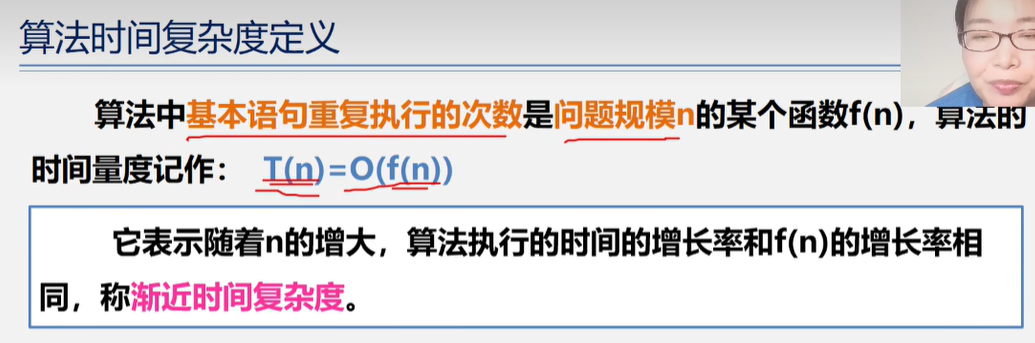 算法时间复杂度定义
算法中基本语句重复执行的次数是问题规模n的某个函数f(n)，算法的
时间量度记作： T(n)=O(f(n))
它表示随着n的增大，算法执行的时间的增长率和f(n)的增长率相
同，称渐近时间复杂度。